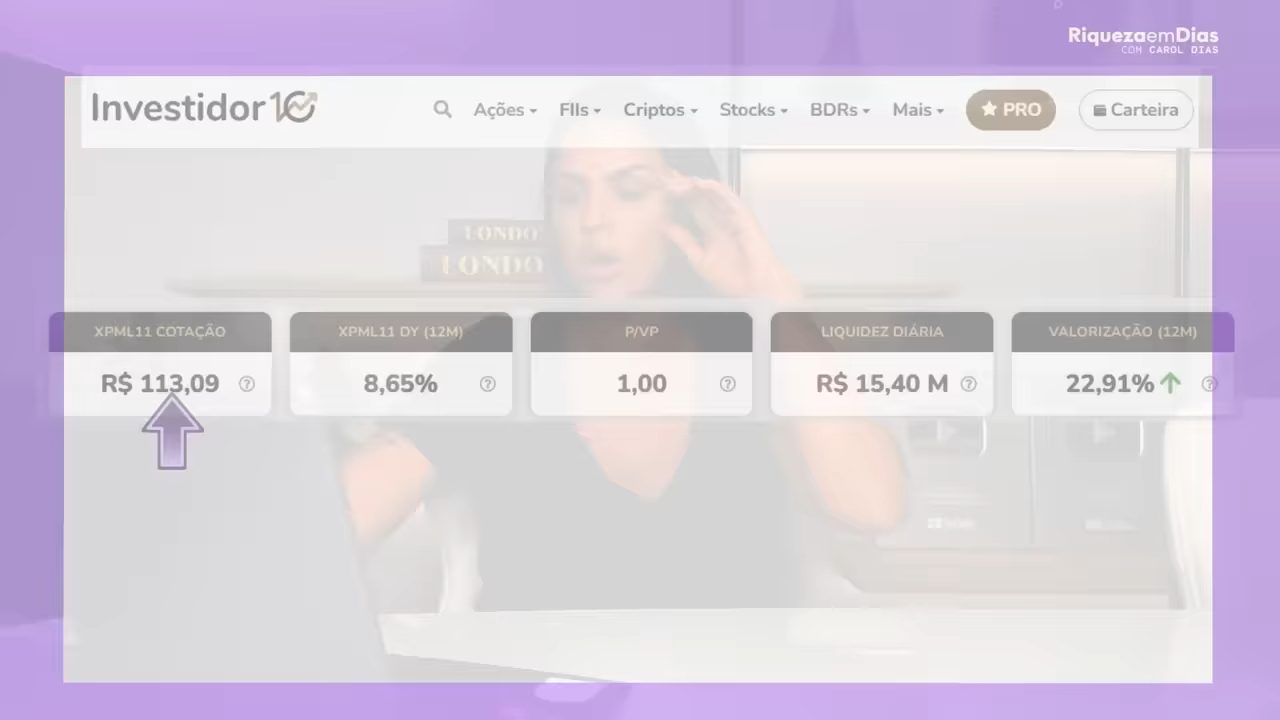 RiquezaemDias
COM CAROL DIAS
Investidor10
Ações FIIs Criptos Stocks BDRs Mais PRO Carteira
LONDO
LONDO
XPML11 COTAÇÃO XPML11 DY (12M) P/VP LIQUIDEZ DIÁRIA VALORIZAÇÃO (12M)
R$ 113,09 ? 8,65% ? 1,00 ? R$ 15,40 M ? 22,91% ?